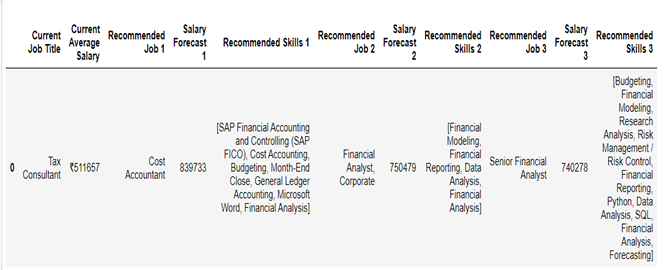 Current Job Title Current Average Salary Recommended Job 1 Salary Forecast 1 Recommended Skills 1 Recommended Job 2 Salary Forecast 2 Recommended Skills 2 Recommended Job 3 Salary Forecast 3 Recommended Skills 3
0 Tax Consultant ₹511657 Cost Accountant 839733 [SAP Financial Accounting and Controlling (SAP FICO), Cost Accounting, Budgeting, Month-End Close, General Ledger Accounting, Microsoft Word, Financial Analysis] Financial Analyst, Corporate 750479 [Financial Modeling, Financial Reporting, Data Analysis, Financial Analysis] Senior Financial Analyst 740278 [Budgeting, Financial Modeling, Research Analysis, Risk Management / Risk Control, Financial Reporting, Python, Data Analysis, SQL, Financial Analysis, Forecasting]